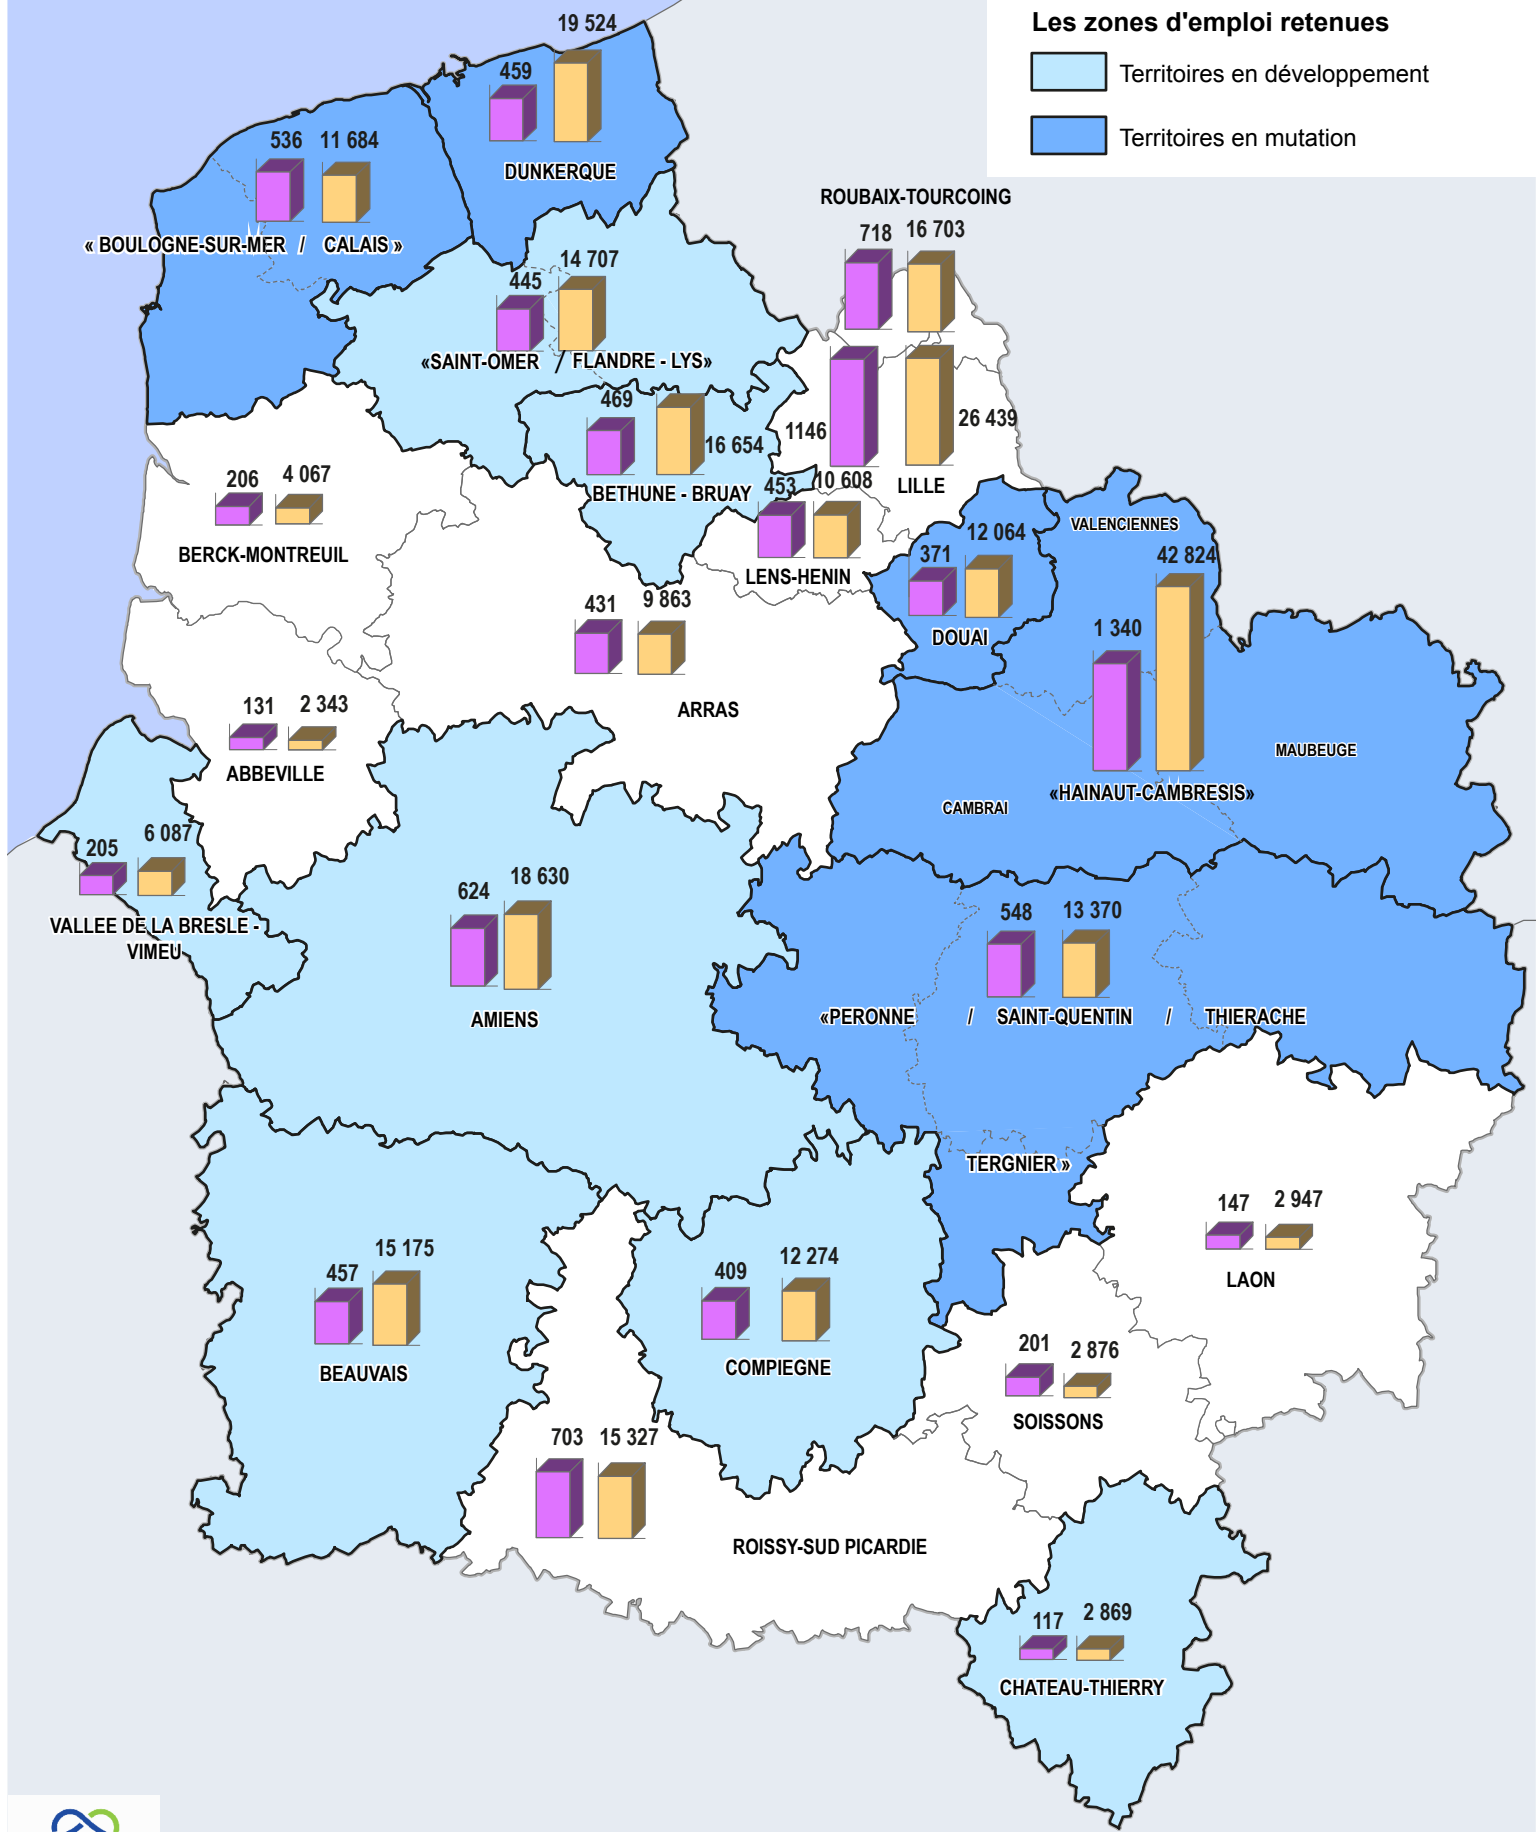 Les zones d'emploi retenues
Territoires en développement
Territoires en mutation
19 524
459
DUNKERQUE
536 11 684
« BOULOGNE-SUR-MER / CALAIS »
ROUBAIX-TOURCOING
718 16 703
14 707
445
«SAINT-OMER / FLANDRE - LYS»
469
16 654
BETHUNE - BRUAY
1146
26 439
LILLE
453 10 608
LENS-HENIN
206 4 067
BERCK-MONTREUIL
VALENCIENNES
12 064
371
DOUAI
42 824
1 340
«HAINAUT-CAMBRESIS»
MAUBEUGE
CAMBRAI
431 9 863
ARRAS
131 2 343
ABBEVILLE
205 6 087
VALLEE DE LA BRESLE -
VIMEU
624 18 630
AMIENS
548 13 370
«PERONNE / SAINT-QUENTIN / THIERACHE
TERGNIER »
147 2 947
LAON
457 15 175
BEAUVAIS
409 12 274
COMPIEGNE
201 2 876
SOISSONS
703 15 327
ROISSY-SUD PICARDIE
117 2 869
CHATEAU-THIERRY